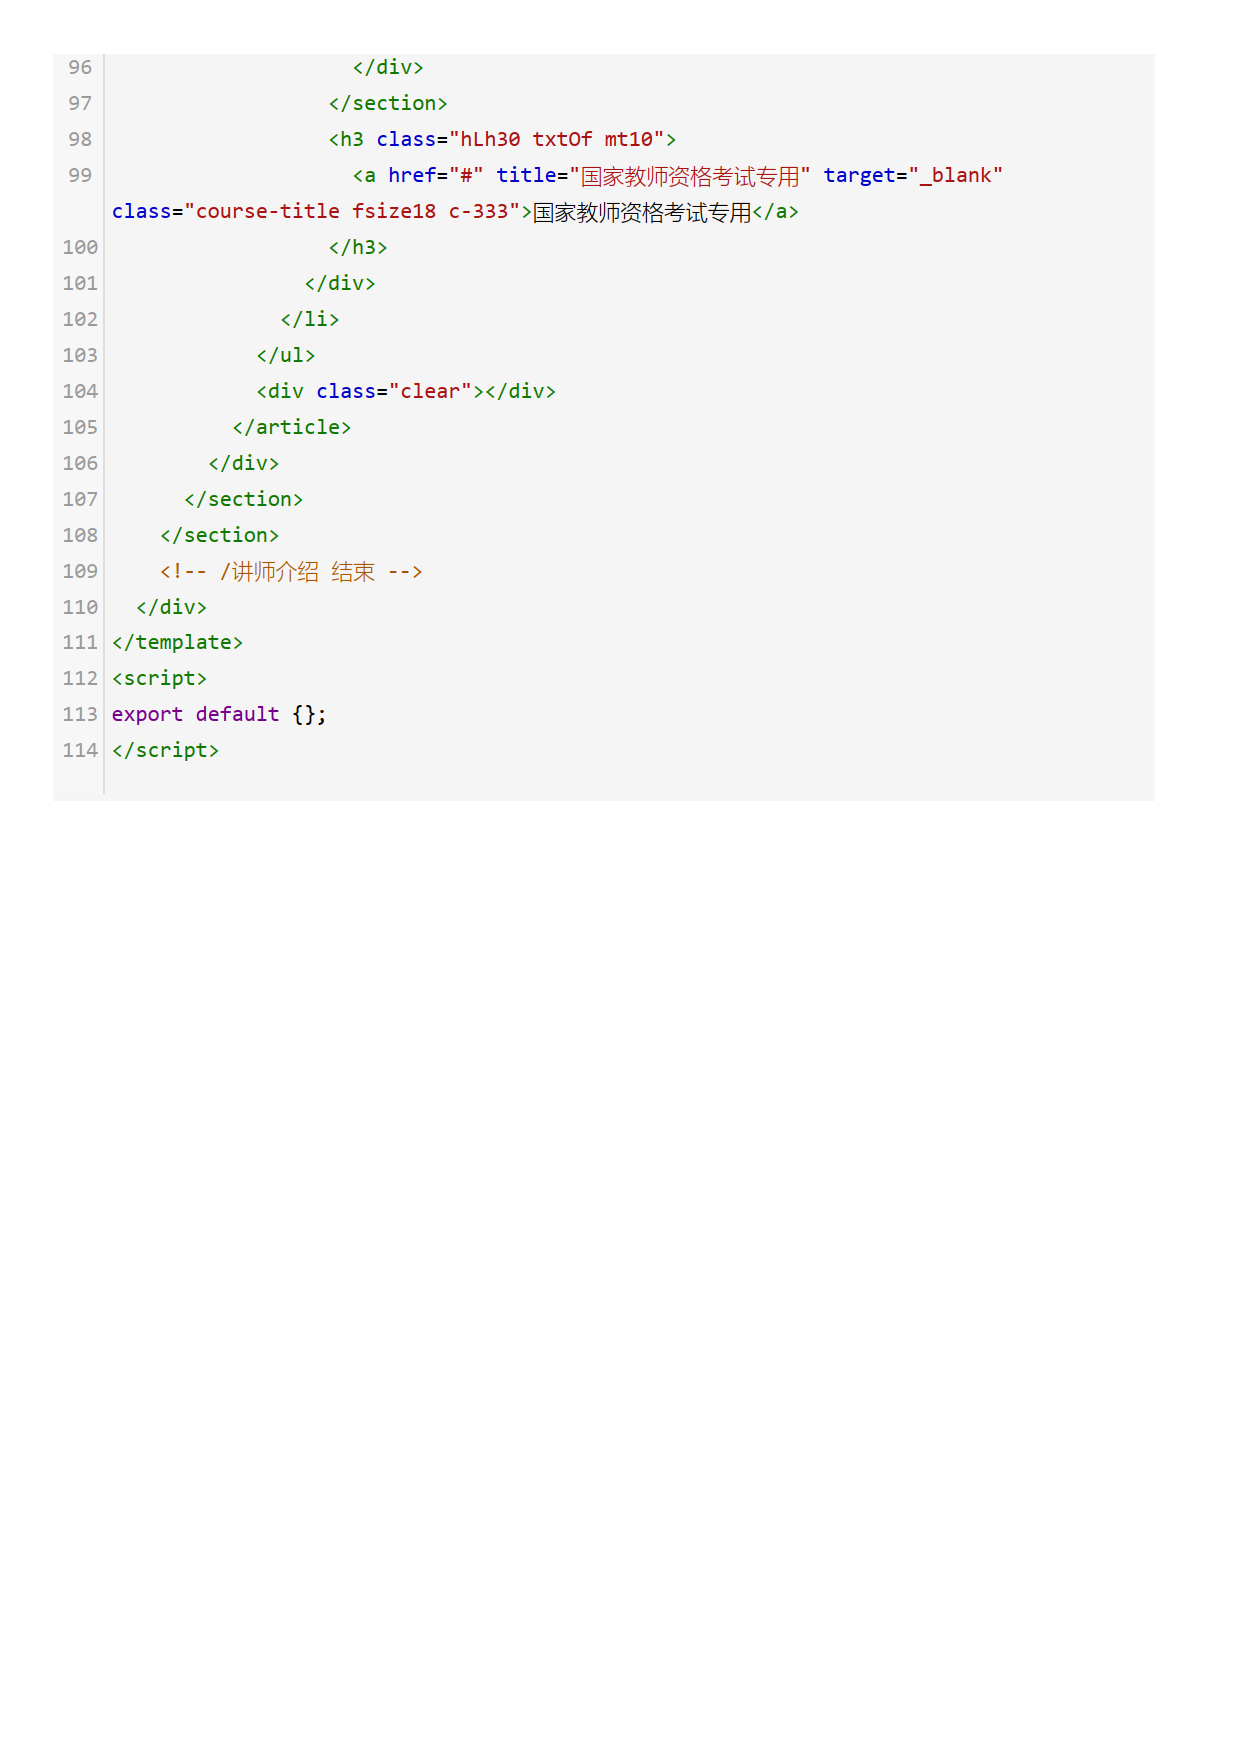 96                     </div>
97                   </section>
98                   <h3 class="hLh30 txtOf mt10">
99                     <a href="#" title="国家教师资格考试专用" target="_blank"
class="course-title fsize18 c-333">国家教师资格考试专用</a>
100                   </h3>
101                 </div>
102               </li>
103             </ul>
104             <div class="clear"></div>
105           </article>
106         </div>
107       </section>
108     </section>
109     <!-- /讲师介绍 结束 -->
110   </div>
111 </template>
112 <script>
113 export default {};
114 </script>